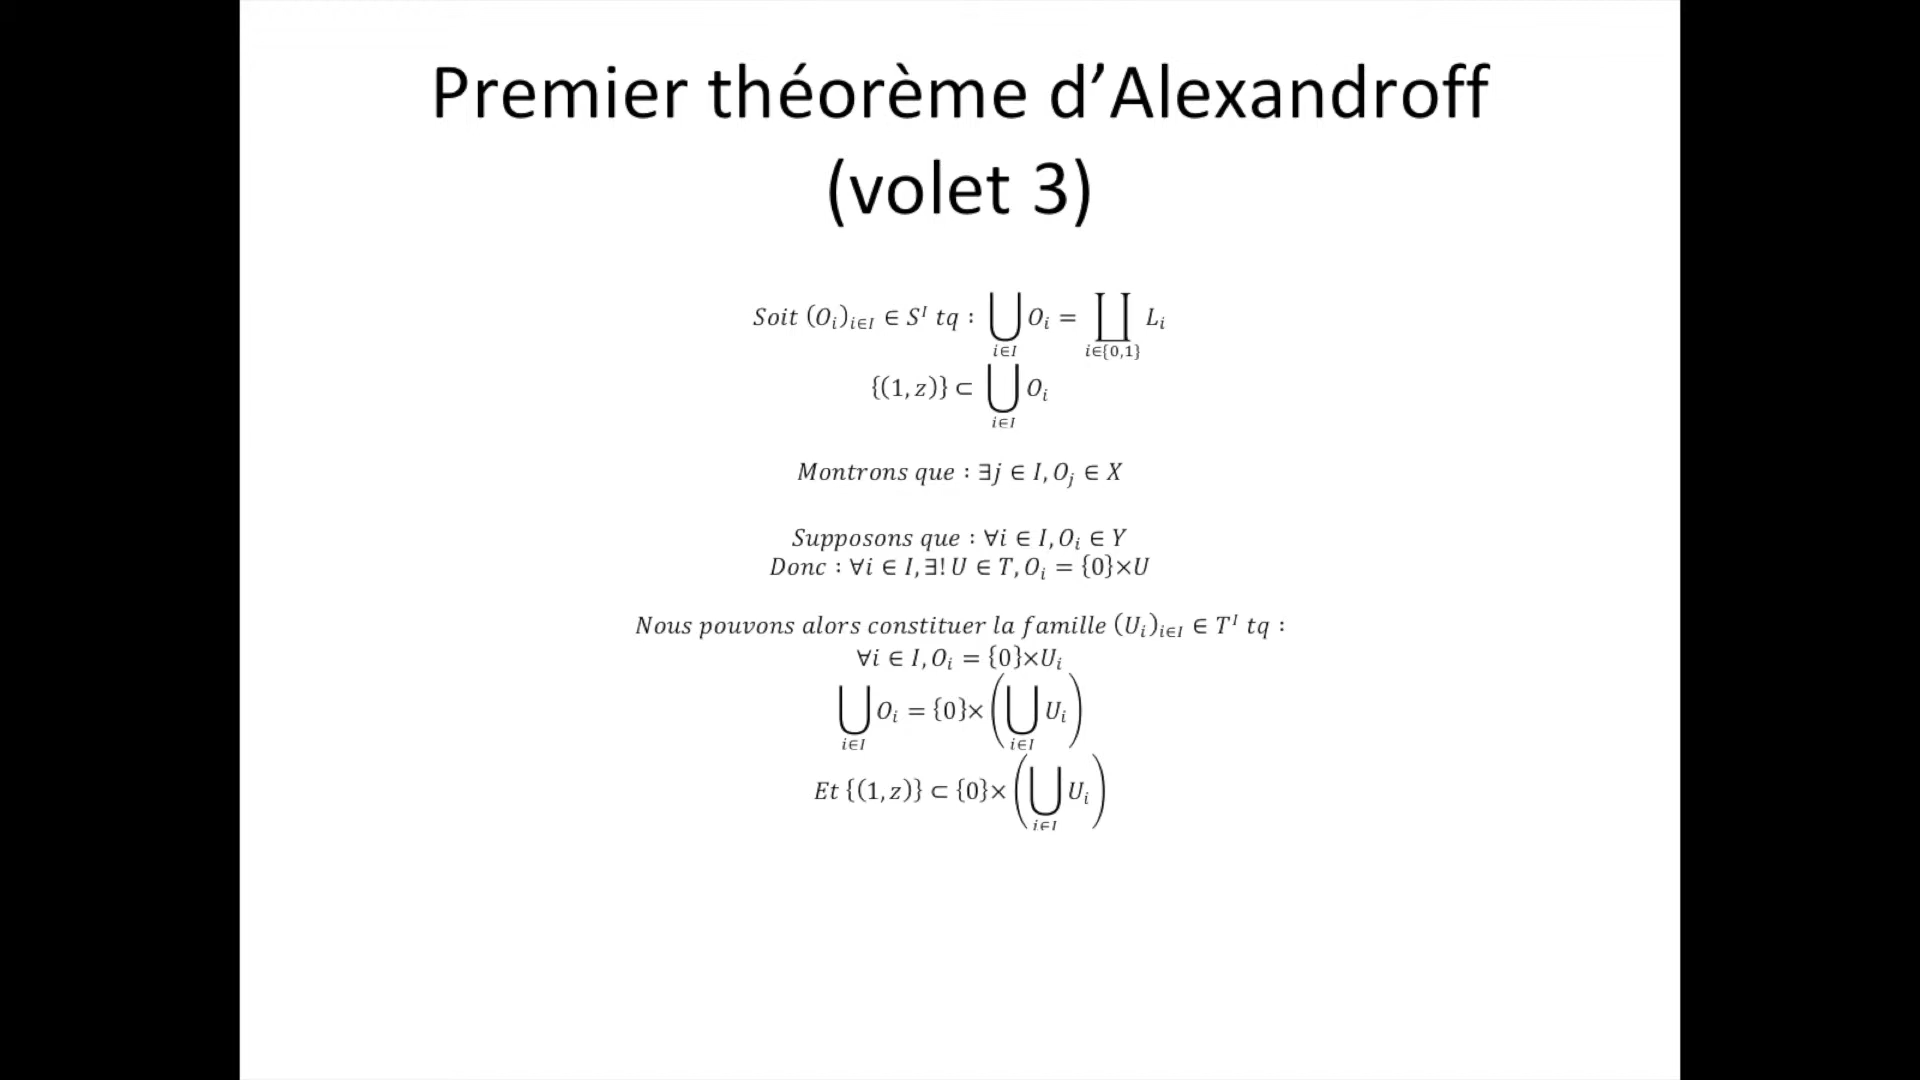 Premier théorème d’Alexandroff
(volet 3)
Soit (O_i)_{i∈I} ∈ S^I tq : ⋃_{i∈I} O_i = ∐_{i∈{0,1}} L_i
{(1, z)} ⊂ ⋃_{i∈I} O_i
Montrons que : ∃j ∈ I, O_j ∈ X
Supposons que : ∀i ∈ I, O_i ∈ Y
Donc : ∀i ∈ I, ∃! U ∈ T, O_i = {0}×U
Nous pouvons alors constituer la famille (U_i)_{i∈I} ∈ T^I tq :
∀i ∈ I, O_i = {0}×U_i
⋃_{i∈I} O_i = {0}×(⋃_{i∈I} U_i)
Et {(1, z)} ⊂ {0}×(⋃_{i∈I} U_i)